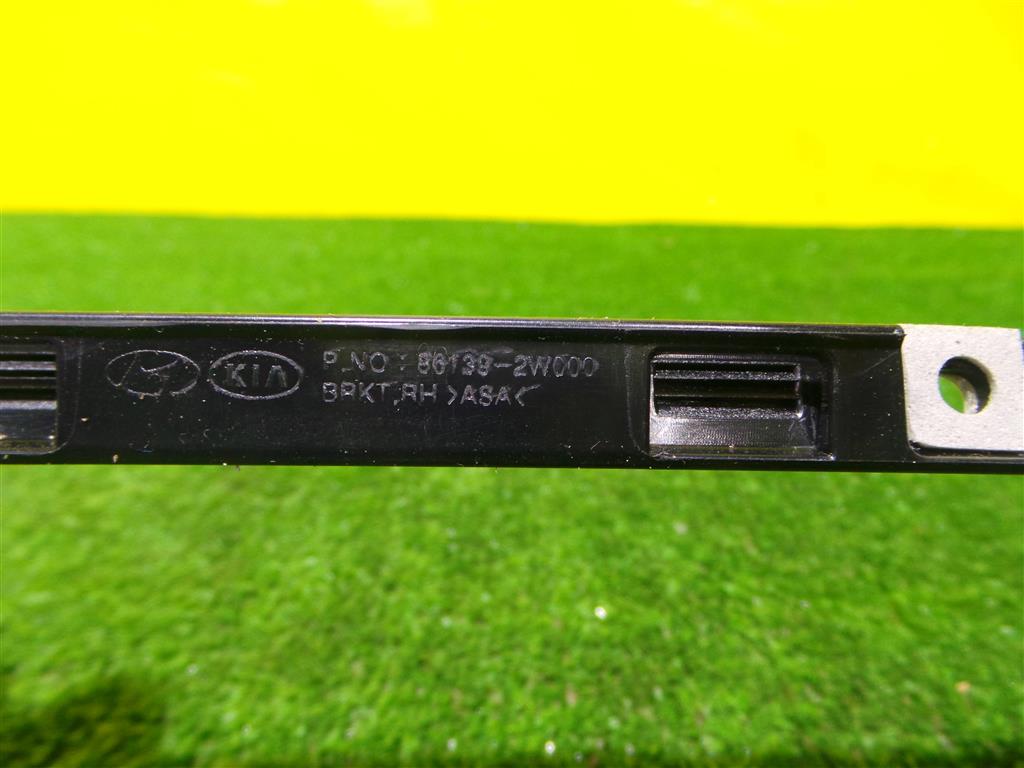 KIA P.NO : 86139-2W000
BRKT,RH >ASA<